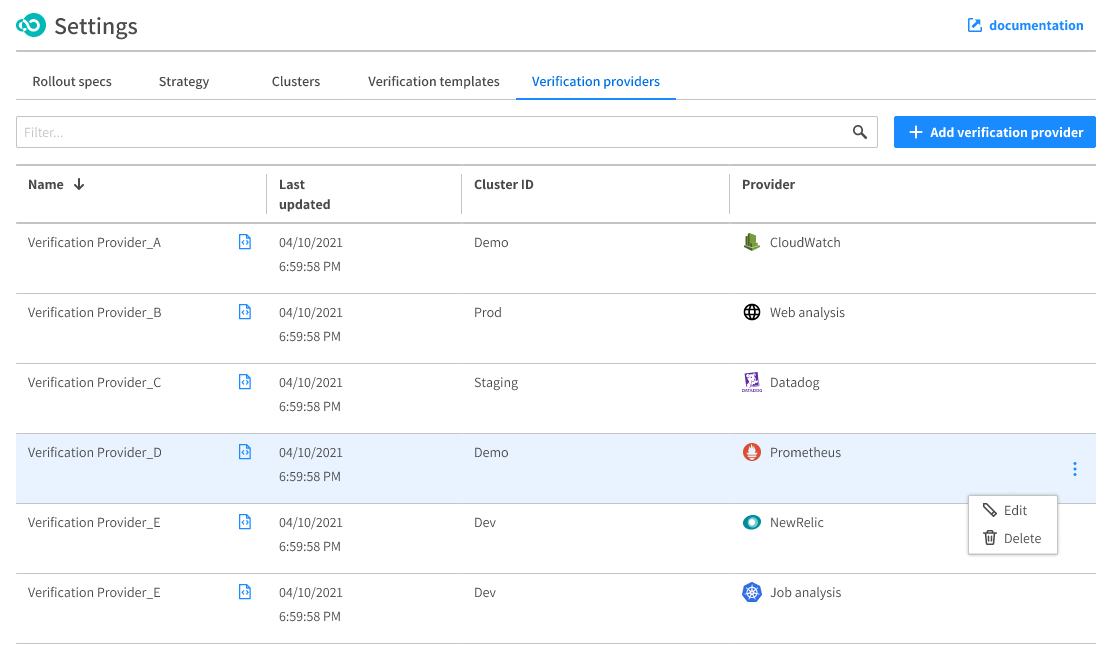 Settings
documentation
Rollout specs Strategy Clusters Verification templates Verification providers
Filter...
Add verification provider
Name Last updated Cluster ID Provider
Verification Provider_A 04/10/2021 Demo CloudWatch
6:59:58 PM
Verification Provider_B 04/10/2021 Prod Web analysis
6:59:58 PM
Verification Provider_C 04/10/2021 Staging DATADOG Datadog
6:59:58 PM
Verification Provider_D 04/10/2021 Demo Prometheus
6:59:58 PM
Edit
Verification Provider_E 04/10/2021 Dev NewRelic
Delete
6:59:58 PM
Verification Provider_E 04/10/2021 Dev Job analysis
6:59:58 PM